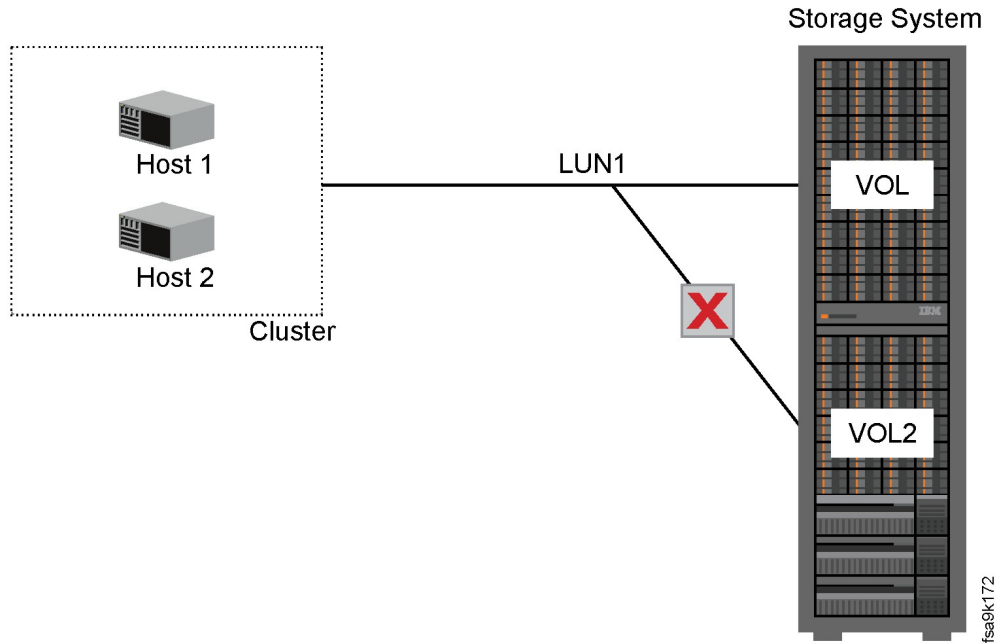 Storage System
Host 1
LUN1
VOL
Host 2
IBM
Cluster
VOL2
fsa9k172